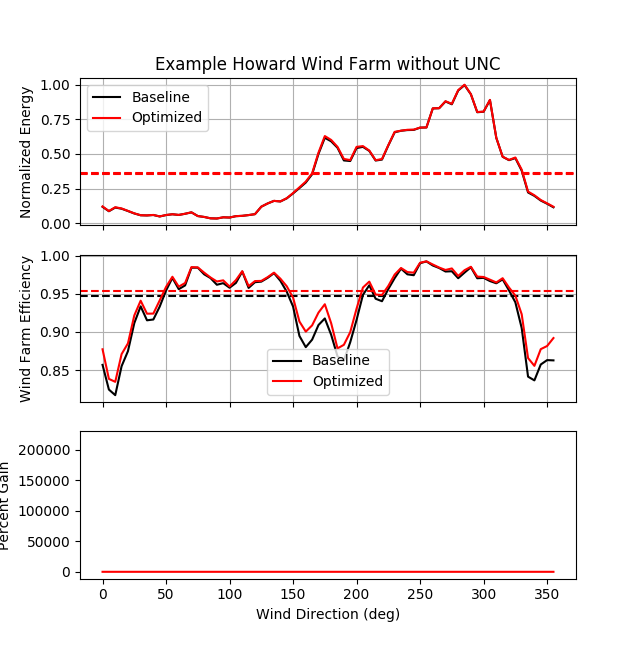 Example Howard Wind Farm without UNC
Normalized Energy
1.00
0.75
0.50
0.25
0.00
Baseline
Optimized
Wind Farm Efficiency
1.00
0.95
0.90
0.85
Baseline
Optimized
Percent Gain
200000
150000
100000
50000
0
0 50 100 150 200 250 300 350
Wind Direction (deg)